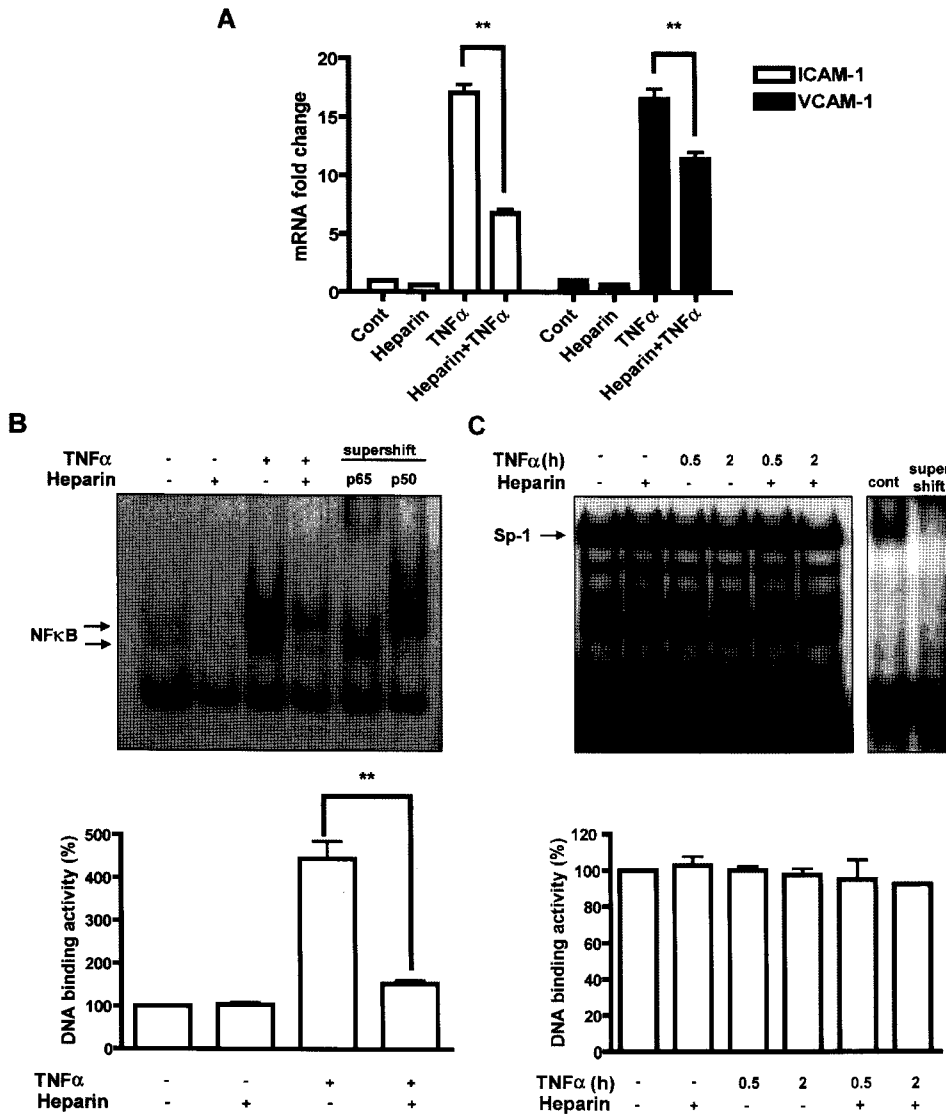 A
** **
20
15
10
5
0
mRNA fold change
ICAM-1
VCAM-1
Cont Heparin TNFα Heparin+TNFα Cont Heparin TNFα Heparin+TNFα
B
TNFα - - + + supershift
Heparin - + - + p65 p50
NFκB
**
500
400
300
200
100
0
DNA binding activity (%)
TNFα - - + +
Heparin - + - +
C
TNFα(h) - - 0.5 2 0.5 2
Heparin - + - - + +
cont super shift
Sp-1
120
100
80
60
40
20
0
DNA binding activity (%)
TNFα (h) - - 0.5 2 0.5 2
Heparin - + - - + +